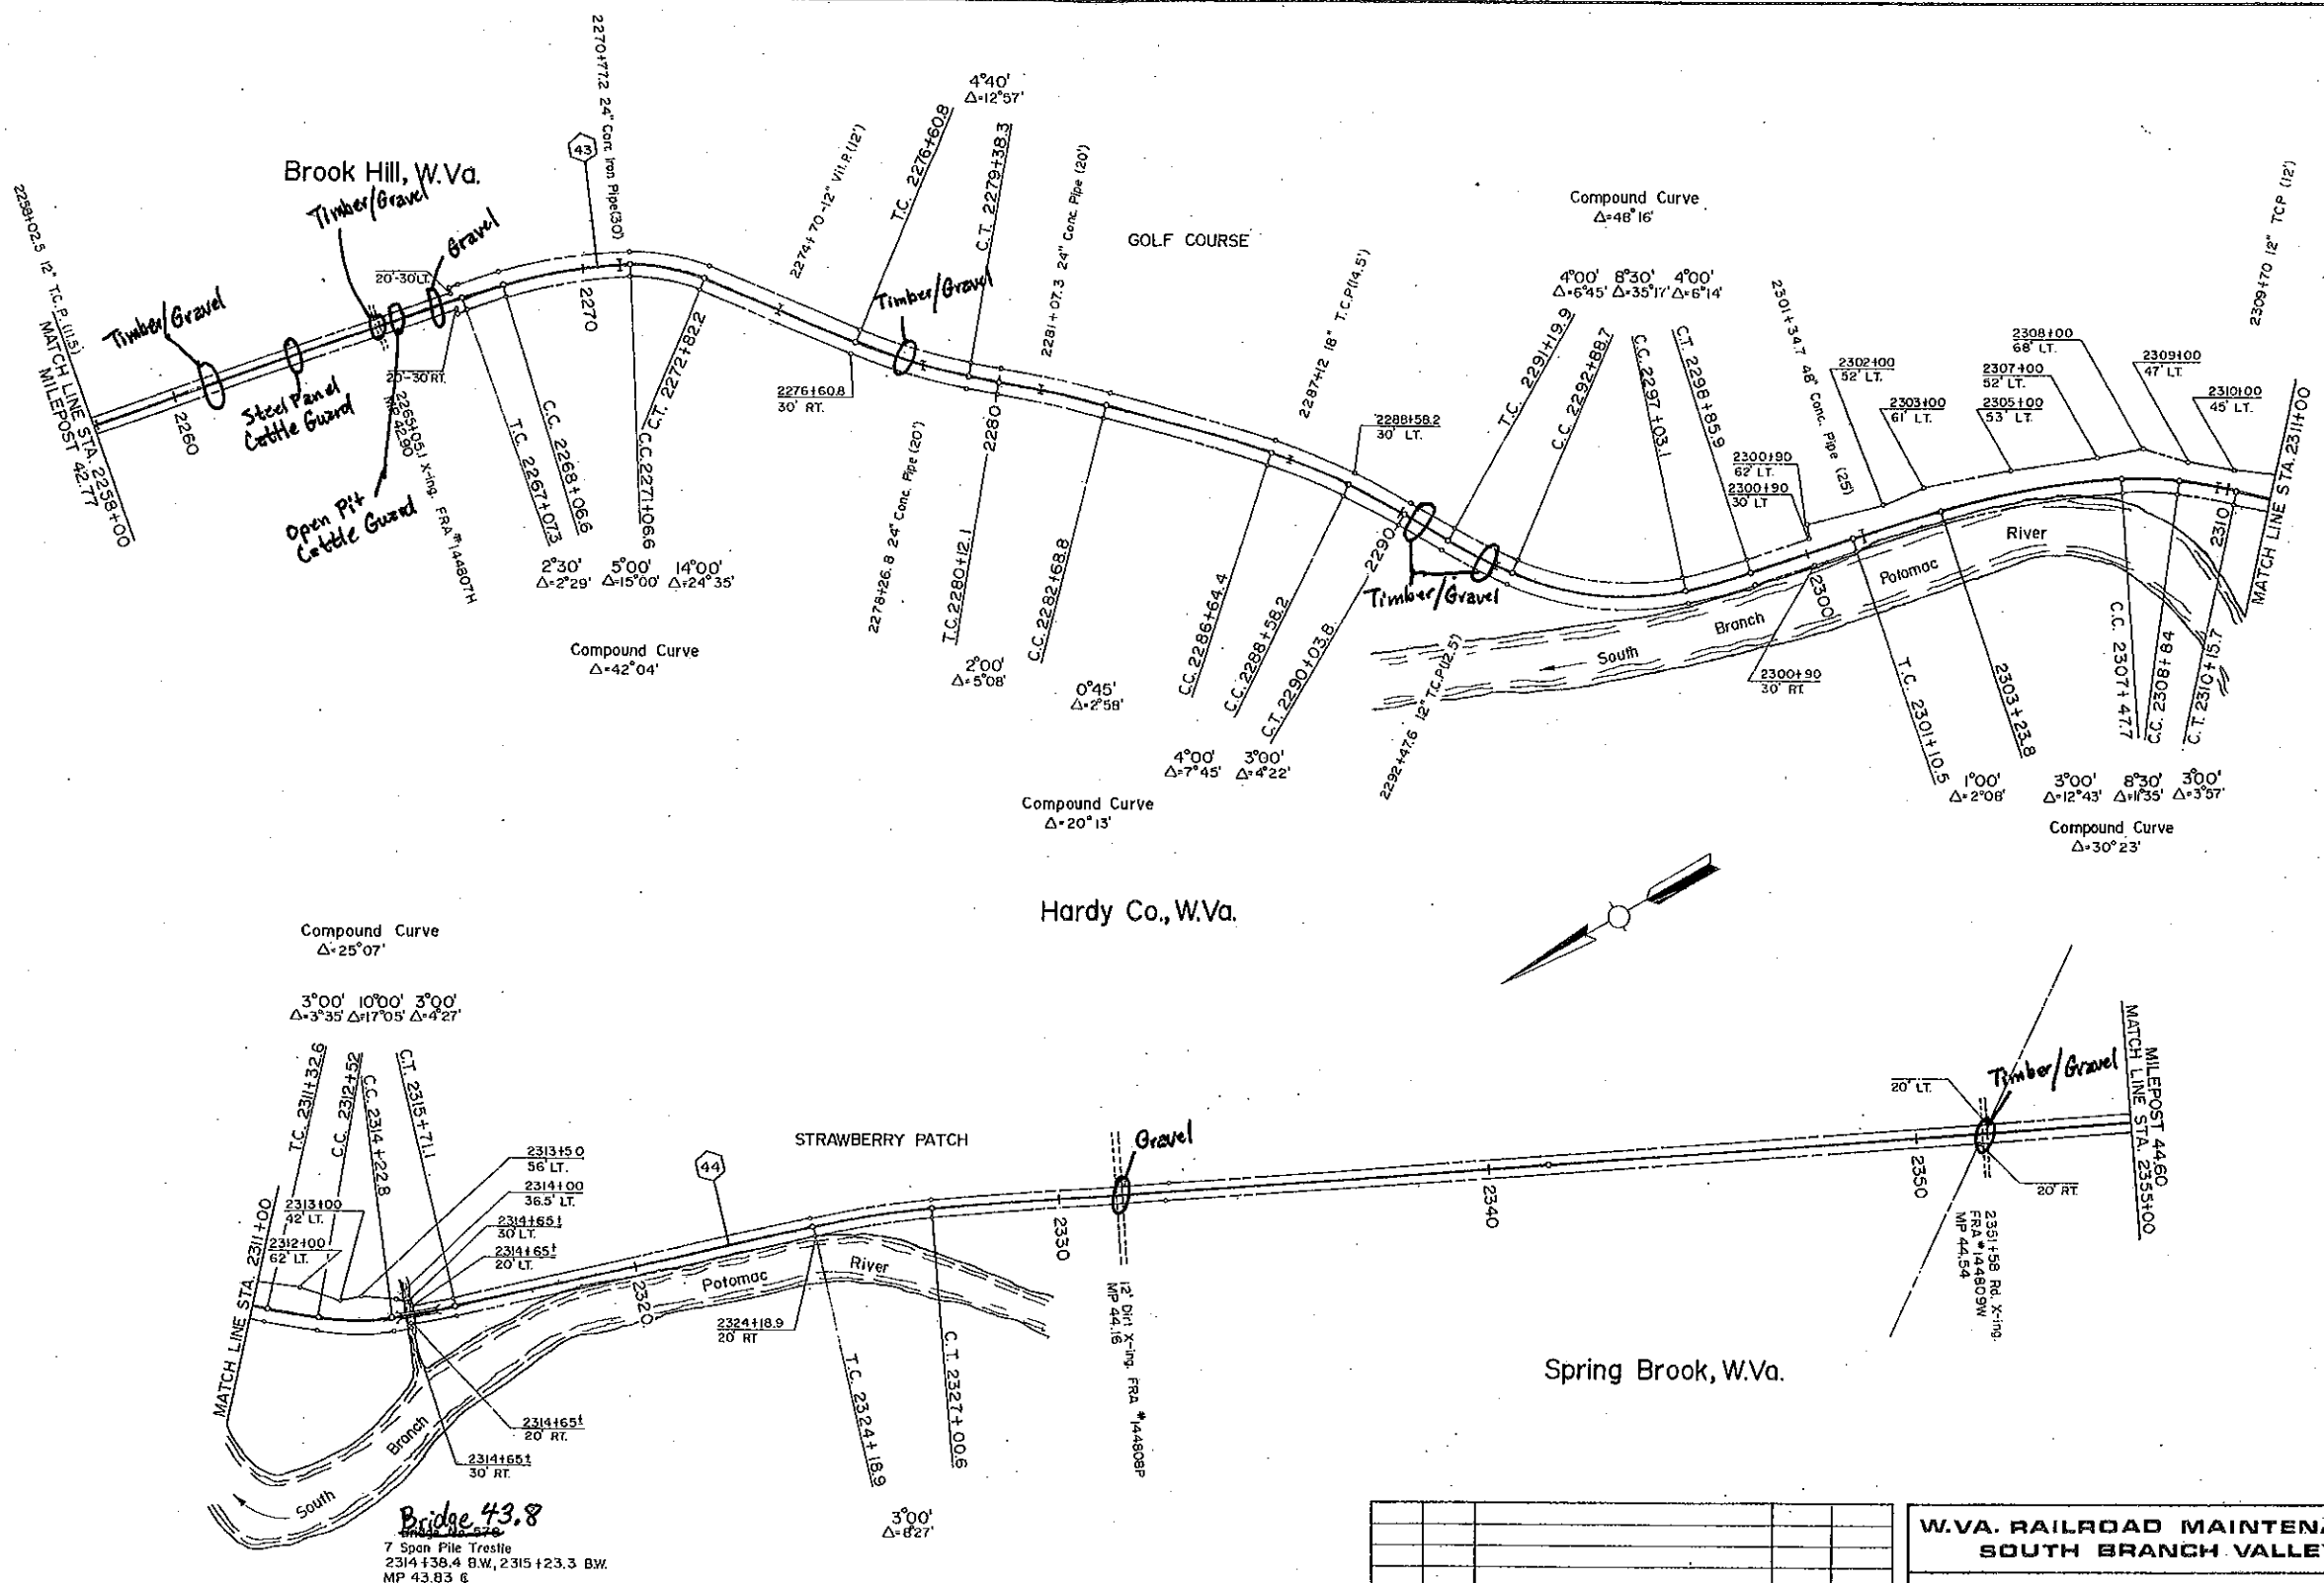 2258+02.5 12" T.C.P. (11.5)
MATCH LINE STA. 2258+00
MILEPOST 42.77
Brook Hill, W.Va.
Timber/Gravel
Timber/Gravel
Gravel
Steel Panel
Cattle Guard
Open Pit
Cattle Guard
20'-30' LT.
20'-30' RT.
2260
2265+05.1 X-ing. FRA #144807H
MP 42.90
43
2270+77.2 24" Iron Pipe (30')
2270
T.C. 2267+07.3
C.C. 2268+06.6
C.C. 2271+06.6
C.T. 2272+82.2
2°30' 5°00' 14°00'
Δ=2°29' Δ=15°00' Δ=24°35'
Compound Curve
Δ=42°04'
2274+70-12" Vit. P. (12')
T.C. 2276+60.8
4°40'
Δ=12°57'
C.T. 2279+38.3
2276+60.8
30' RT.
Timber/Gravel
2278+26.8 24" Conc. Pipe (20')
2280
2281+07.3 24" Conc. Pipe (20')
T.C. 2280+12.1
C.C. 2282+68.8
2°00'
Δ=5°08'
0°45'
Δ=2°58'
GOLF COURSE
2287+12 18" T.C.P. (14.5')
2288+58.2
30' LT.
C.C. 2286+64.4
C.C. 2288+58.2
C.T. 2290+03.8
4°00' 3°00'
Δ=7°45' Δ=4°22'
Compound Curve
Δ=20°13'
2290
Timber/Gravel
2292+47.6 12" T.C.P. (12.5')
Compound Curve
Δ=48°16'
4°00' 8°30' 4°00'
Δ=6°45' Δ=35°17' Δ=6°14'
T.C. 2291+19.9
C.C. 2292+88.7
C.C. 2297+03.1
C.T. 2298+85.9
2300+90
62' LT.
2300+90
30' LT
2301+34.7 48" Conc. Pipe (25')
2302+00
52' LT.
2303+00
61' LT.
2305+00
53' LT.
2307+00
52' LT.
2308+00
68' LT.
2309+00
47' LT.
2310+00
45' LT.
2309+70 12" TCP (12')
MATCH LINE STA. 2311+00
2300
2310
South Branch Potomac River
2300+90
30' RT.
T.C. 2301+10.5
2303+23.8
C.C. 2307+47.7
C.C. 2308+84
C.T. 2310+15.7
1°00' 3°00' 8°30' 3°00'
Δ=2°08' Δ=12°43' Δ=11°35' Δ=3°57'
Compound Curve
Δ=30°23'
Hardy Co., W.Va.
Compound Curve
Δ=25°07'
3°00' 10°00' 3°00'
Δ=3°35' Δ=17°05' Δ=4°27'
T.C. 2311+32.6
C.C. 2312+52
C.C. 2314+22.8
C.T. 2315+71.1
MATCH LINE STA. 2311+00
2313+00
42' LT.
2312+00
62' LT.
2313+50
56' LT.
2314+00
36.5' LT.
2314+65±
30' LT.
2314+65±
20' LT.
2314+65±
20' RT.
2314+65±
30' RT.
South Branch Potomac River
Bridge 43.8
Bridge No. 578
7 Span Pile Trestle
2314+38.4 B.W., 2315+23.3 B.W.
MP 43.83 ℄
2320
44
STRAWBERRY PATCH
2324+18.9
20' RT
T.C. 2324+18.9
C.T. 2327+00.6
3°00'
Δ=8°27'
2330
Gravel
12' Dirt X-ing. FRA #144808P
MP 44.16
2340
2350
20' LT.
Timber/Gravel
20' RT.
2351+58 Rd. X-ing.
FRA #144809W
MP 44.54
MILEPOST 44.60
MATCH LINE STA. 2355+00
Spring Brook, W.Va.
W.VA. RAILROAD MAINTENA
SOUTH BRANCH VALLE